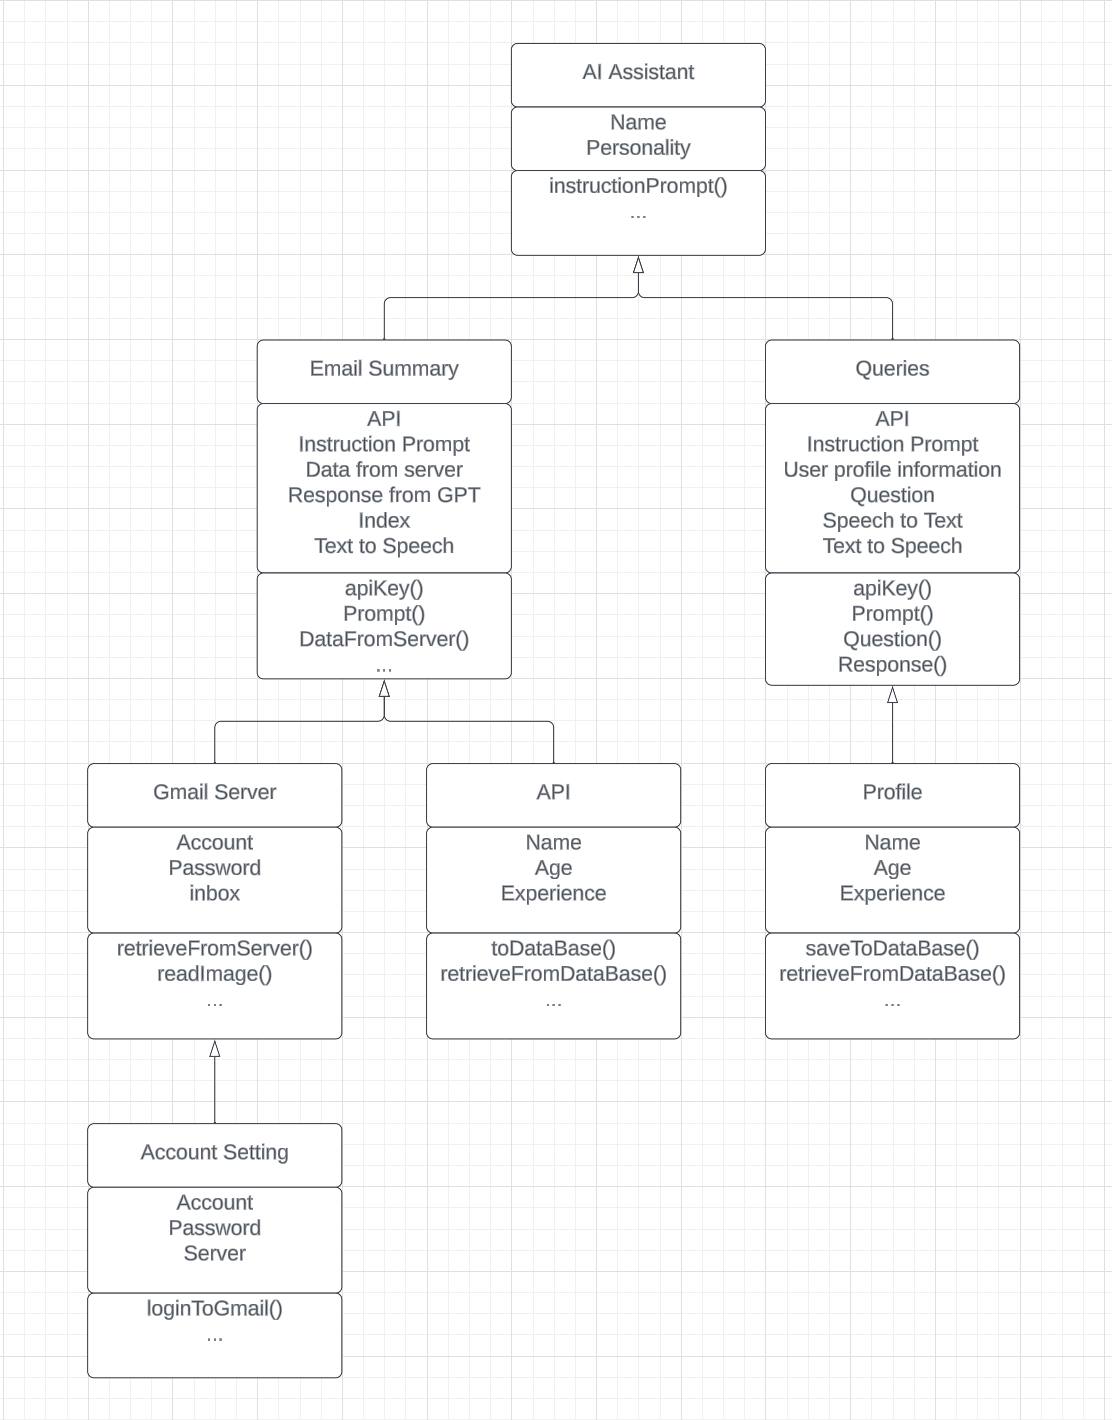 AI Assistant
Name
Personality
instructionPrompt()
...
Email Summary
API
Instruction Prompt
Data from server
Response from GPT
Index
Text to Speech
apiKey()
Prompt()
DataFromServer()
...
Queries
API
Instruction Prompt
User profile information
Question
Speech to Text
Text to Speech
apiKey()
Prompt()
Question()
Response()
Gmail Server
Account
Password
inbox
retrieveFromServer()
readImage()
...
API
Name
Age
Experience
toDataBase()
retrieveFromDataBase()
...
Profile
Name
Age
Experience
saveToDataBase()
retrieveFromDataBase()
...
Account Setting
Account
Password
Server
loginToGmail()
...